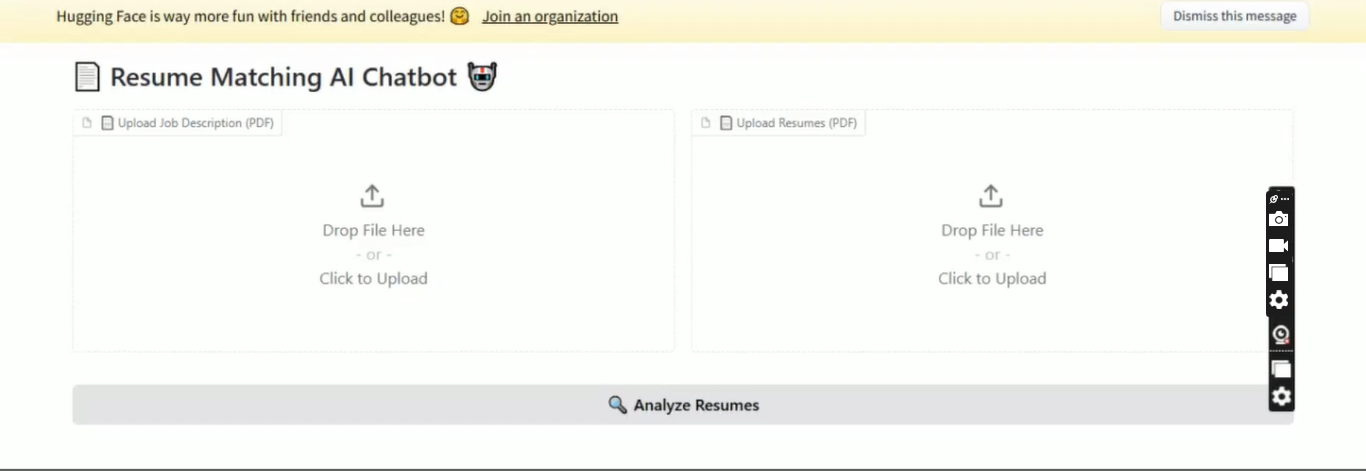 Hugging Face is way more fun with friends and colleagues! 🤗 Join an organization
Dismiss this message
📄 Resume Matching AI Chatbot 🤖
📄 Upload Job Description (PDF)
📄 Upload Resumes (PDF)
Drop File Here
- or -
Click to Upload
Drop File Here
- or -
Click to Upload
🔍 Analyze Resumes